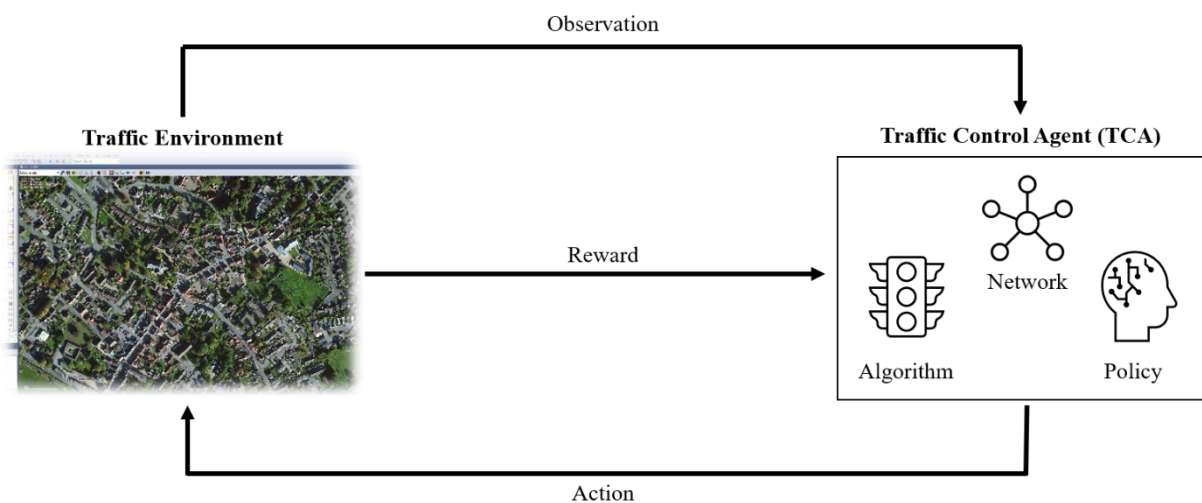 Observation
Traffic Environment
Traffic Control Agent (TCA)
Reward
Network
Algorithm
Policy
Action